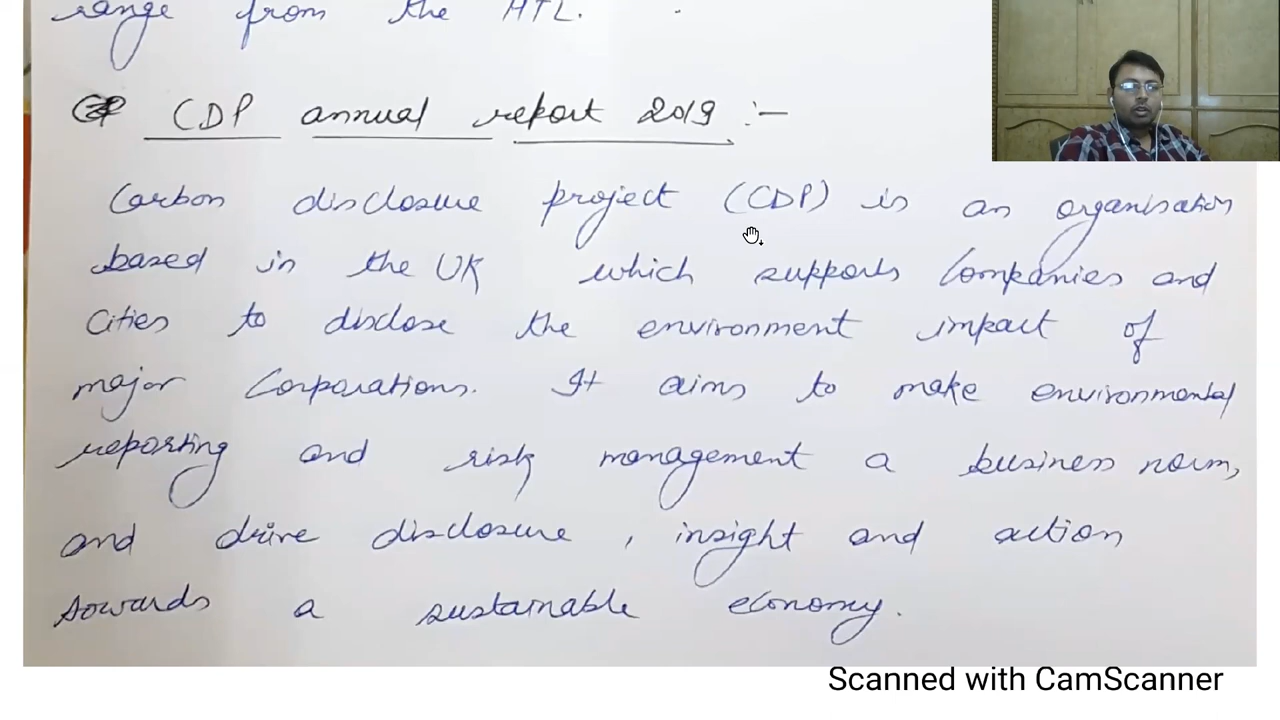 range from the HTL.
CDP annual report 2019 :-
Carbon disclosure project (CDP) is an organisation
based in the UK which supports Companies and
Cities to disclose the environment impact of
major Corporations. It aims to make environmental
reporting and risk management a business norm,
and drive disclosure, insight and action
towards a sustainable economy.
Scanned with CamScanner